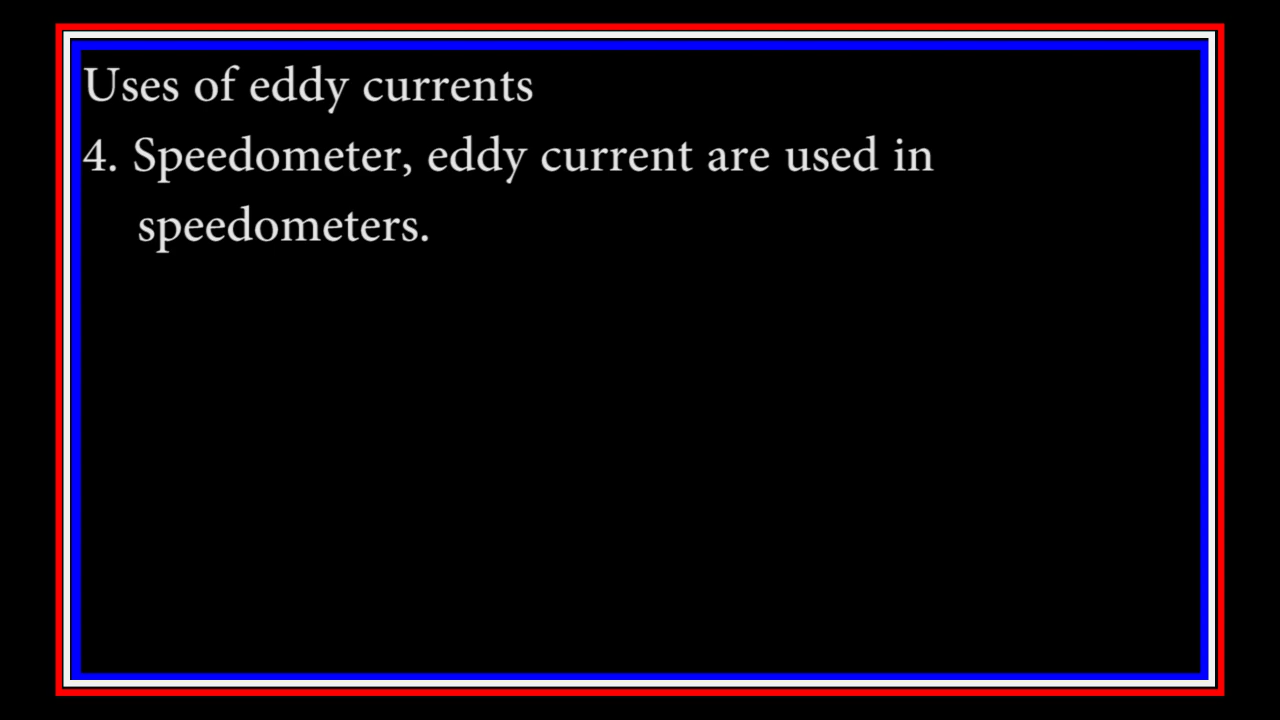 Uses of eddy currents
4. Speedometer, eddy current are used in
speedometers.